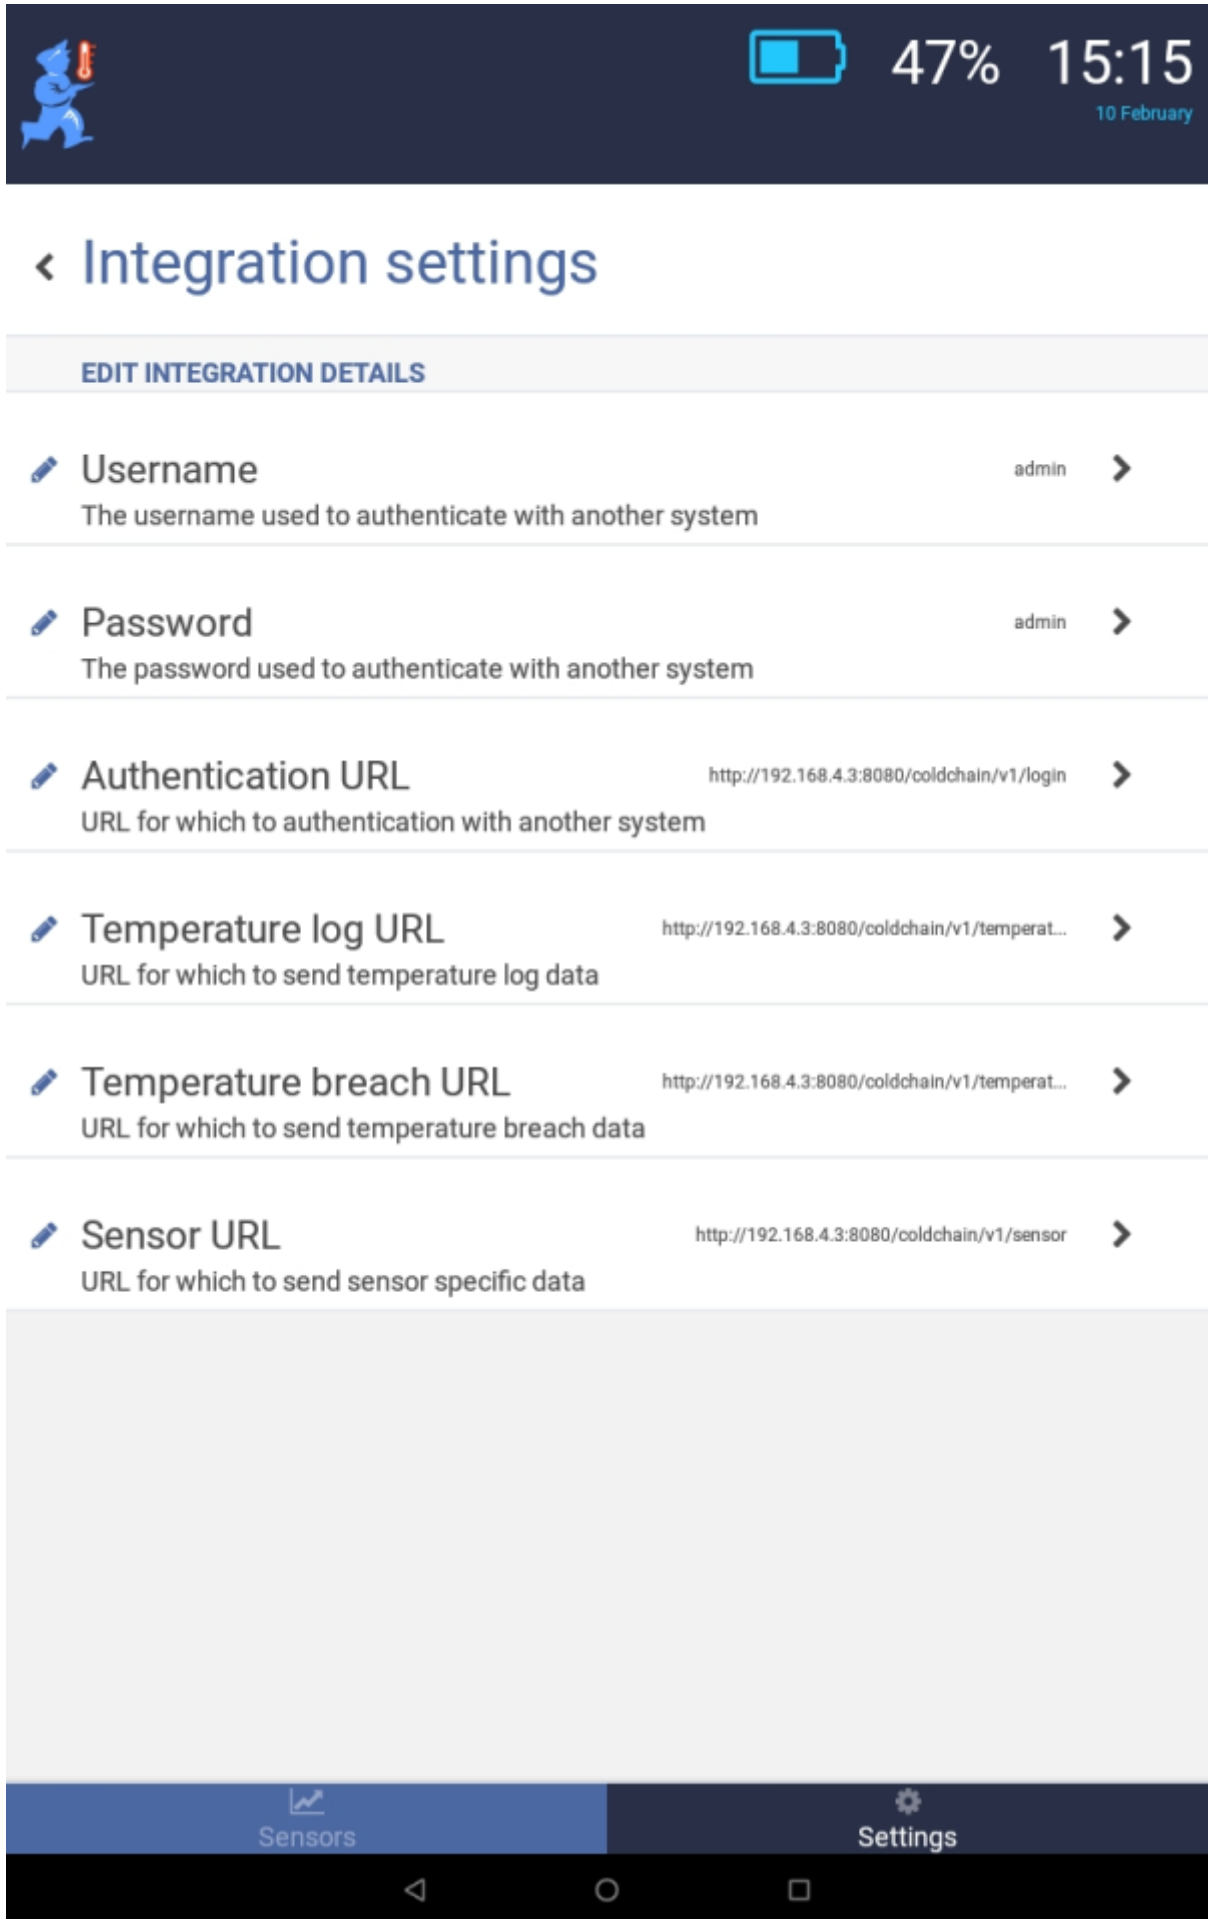 47% 15:15
10 February
Integration settings
EDIT INTEGRATION DETAILS
Username admin
The username used to authenticate with another system
Password admin
The password used to authenticate with another system
Authentication URL http://192.168.4.3:8080/coldchain/v1/login
URL for which to authentication with another system
Temperature log URL http://192.168.4.3:8080/coldchain/v1/temperat...
URL for which to send temperature log data
Temperature breach URL http://192.168.4.3:8080/coldchain/v1/temperat...
URL for which to send temperature breach data
Sensor URL http://192.168.4.3:8080/coldchain/v1/sensor
URL for which to send sensor specific data
Sensors Settings